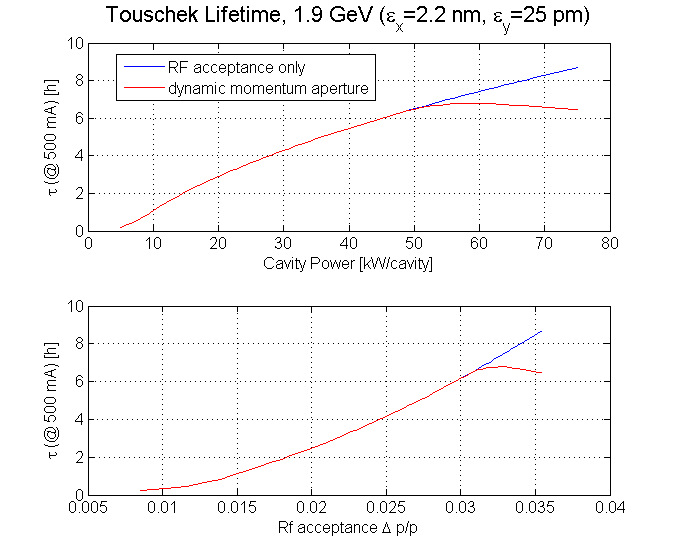 Touschek Lifetime, 1.9 GeV (εx=2.2 nm, εy=25 pm)
10
8
6
4
2
0
τ (@ 500 mA) [h]
RF acceptance only
dynamic momentum aperture
0 10 20 30 40 50 60 70 80
Cavity Power [kW/cavity]
10
8
6
4
2
0
τ (@ 500 mA) [h]
0.005 0.01 0.015 0.02 0.025 0.03 0.035 0.04
Rf acceptance Δ p/p